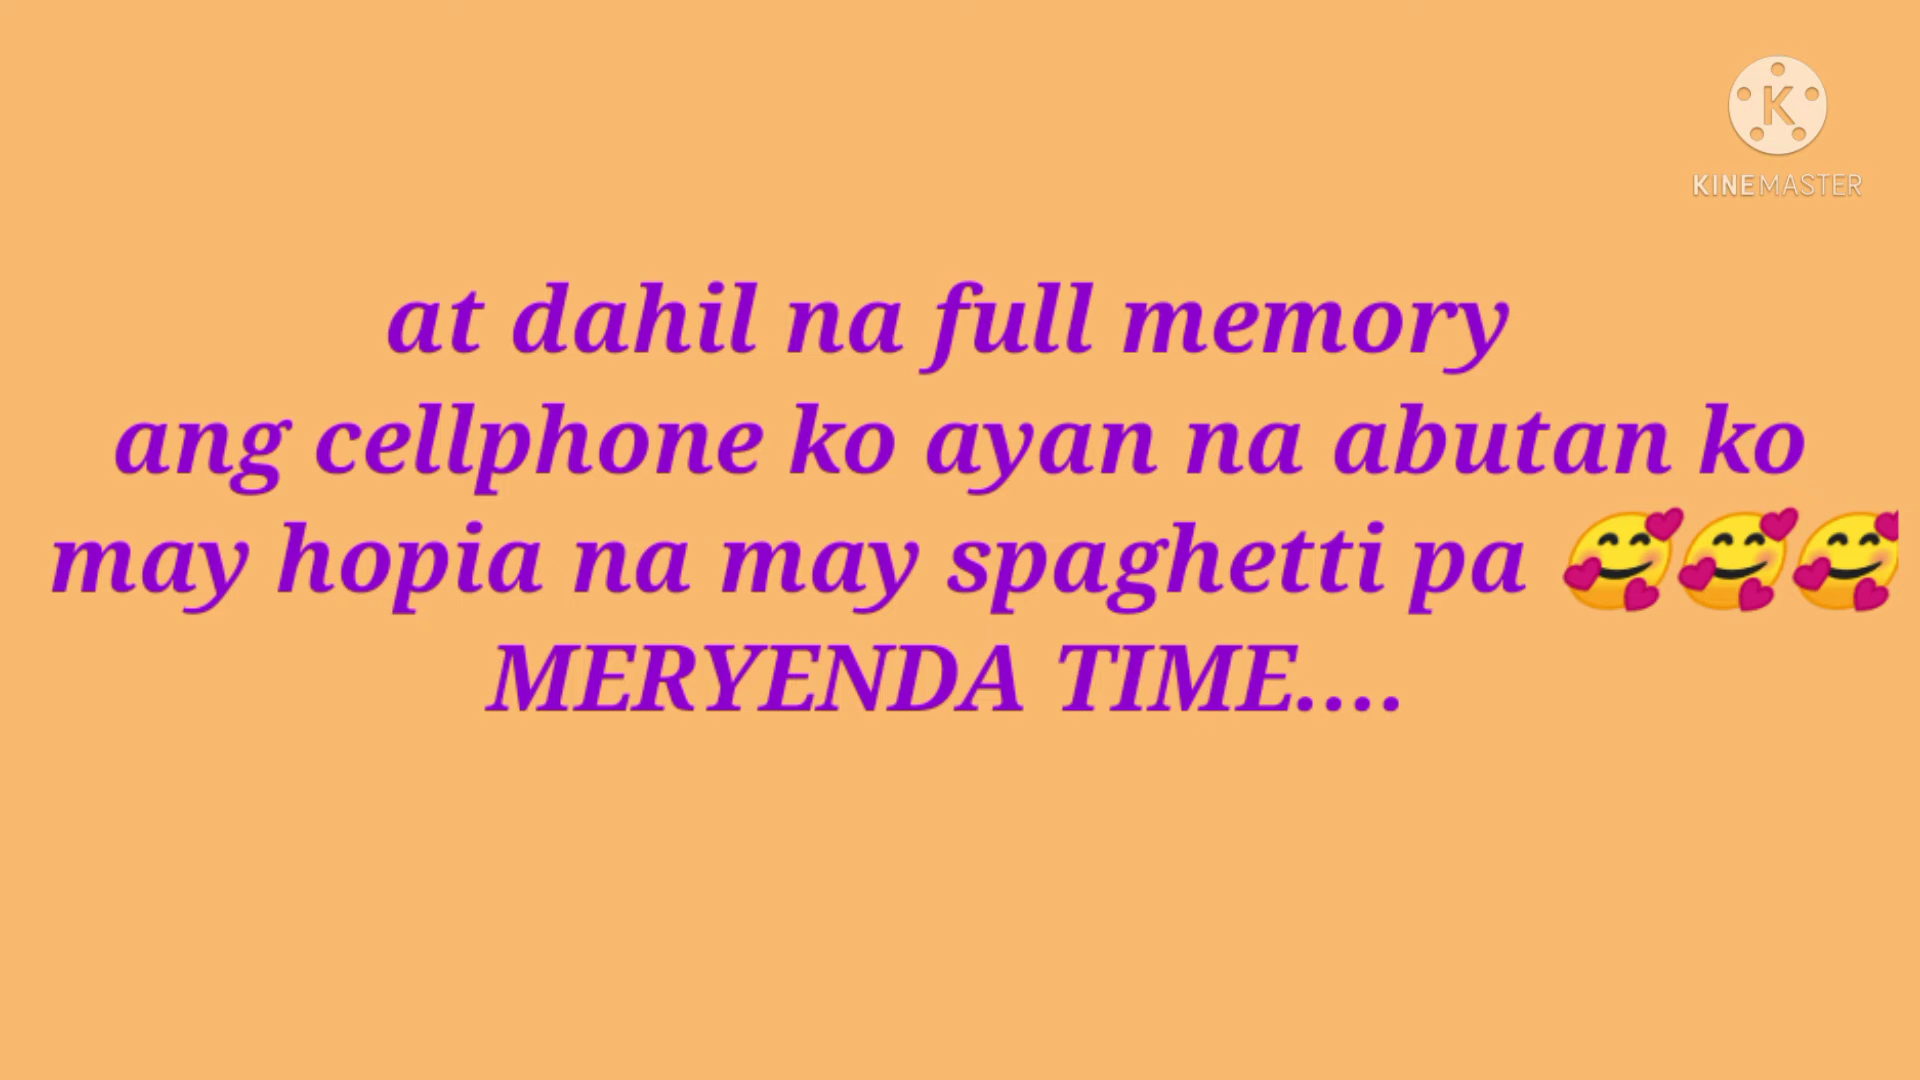 KINEMASTER
at dahil na full memory
ang cellphone ko ayan na abutan ko
may hopia na may spaghetti pa 🥰🥰🥰
MERYENDA TIME....